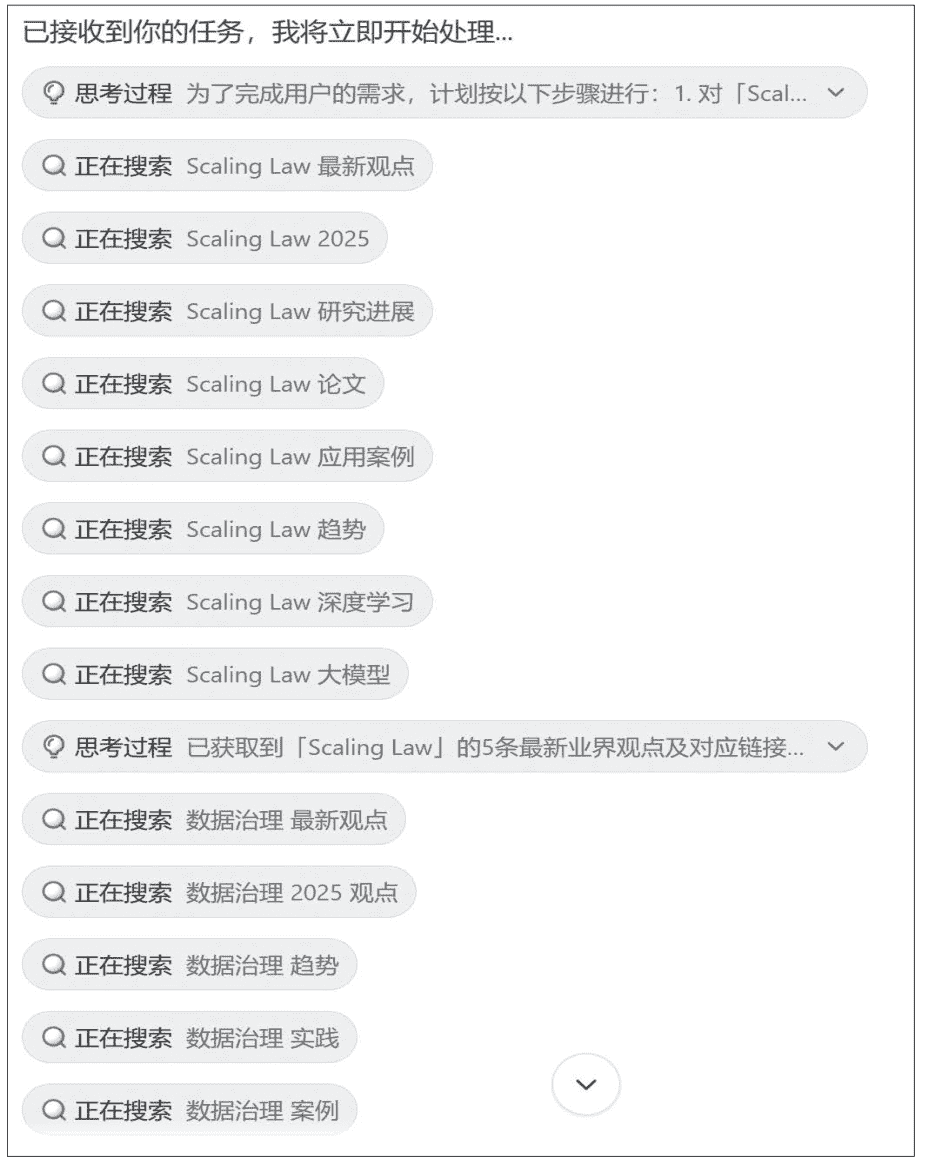 已接收到你的任务，我将立即开始处理...
思考过程 为了完成用户的需求，计划按以下步骤进行：1. 对「Scal...
正在搜索 Scaling Law 最新观点
正在搜索 Scaling Law 2025
正在搜索 Scaling Law 研究进展
正在搜索 Scaling Law 论文
正在搜索 Scaling Law 应用案例
正在搜索 Scaling Law 趋势
正在搜索 Scaling Law 深度学习
正在搜索 Scaling Law 大模型
思考过程 已获取到「Scaling Law」的5条最新业界观点及对应链接...
正在搜索 数据治理 最新观点
正在搜索 数据治理 2025 观点
正在搜索 数据治理 趋势
正在搜索 数据治理 实践
正在搜索 数据治理 案例